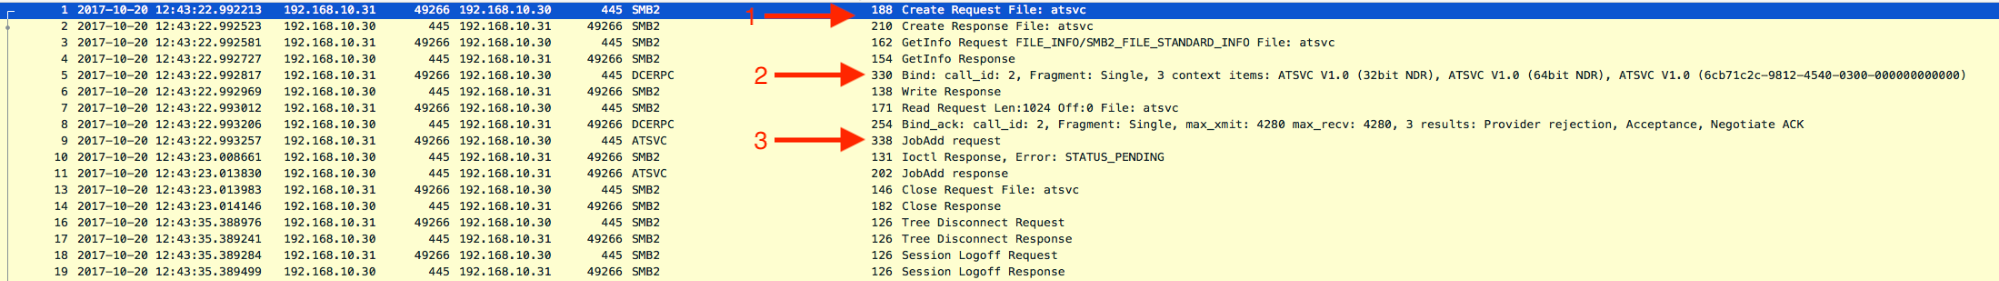 1 2017-10-20 12:43:22.992213 192.168.10.31 49266 192.168.10.30 445 SMB2 1 188 Create Request File: atsvc
2 2017-10-20 12:43:22.992523 192.168.10.30 445 192.168.10.31 49266 SMB2 210 Create Response File: atsvc
3 2017-10-20 12:43:22.992581 192.168.10.31 49266 192.168.10.30 445 SMB2 162 GetInfo Request FILE_INFO/SMB2_FILE_STANDARD_INFO File: atsvc
4 2017-10-20 12:43:22.992727 192.168.10.30 445 192.168.10.31 49266 SMB2 154 GetInfo Response
5 2017-10-20 12:43:22.992817 192.168.10.31 49266 192.168.10.30 445 DCERPC 2 330 Bind: call_id: 2, Fragment: Single, 3 context items: ATSVC V1.0 (32bit NDR), ATSVC V1.0 (64bit NDR), ATSVC V1.0 (6cb71c2c-9812-4540-0300-000000000000)
6 2017-10-20 12:43:22.992969 192.168.10.30 445 192.168.10.31 49266 SMB2 138 Write Response
7 2017-10-20 12:43:22.993012 192.168.10.31 49266 192.168.10.30 445 SMB2 171 Read Request Len:1024 Off:0 File: atsvc
8 2017-10-20 12:43:22.993206 192.168.10.30 445 192.168.10.31 49266 DCERPC 254 Bind_ack: call_id: 2, Fragment: Single, max_xmit: 4280 max_recv: 4280, 3 results: Provider rejection, Acceptance, Negotiate ACK
9 2017-10-20 12:43:22.993257 192.168.10.31 49266 192.168.10.30 445 ATSVC 3 338 JobAdd request
10 2017-10-20 12:43:23.008661 192.168.10.30 445 192.168.10.31 49266 SMB2 131 Ioctl Response, Error: STATUS_PENDING
11 2017-10-20 12:43:23.013830 192.168.10.30 445 192.168.10.31 49266 ATSVC 202 JobAdd response
13 2017-10-20 12:43:23.013983 192.168.10.31 49266 192.168.10.30 445 SMB2 146 Close Request File: atsvc
14 2017-10-20 12:43:23.014146 192.168.10.30 445 192.168.10.31 49266 SMB2 182 Close Response
16 2017-10-20 12:43:35.388976 192.168.10.31 49266 192.168.10.30 445 SMB2 126 Tree Disconnect Request
17 2017-10-20 12:43:35.389241 192.168.10.30 445 192.168.10.31 49266 SMB2 126 Tree Disconnect Response
18 2017-10-20 12:43:35.389284 192.168.10.31 49266 192.168.10.30 445 SMB2 126 Session Logoff Request
19 2017-10-20 12:43:35.389499 192.168.10.30 445 192.168.10.31 49266 SMB2 126 Session Logoff Response